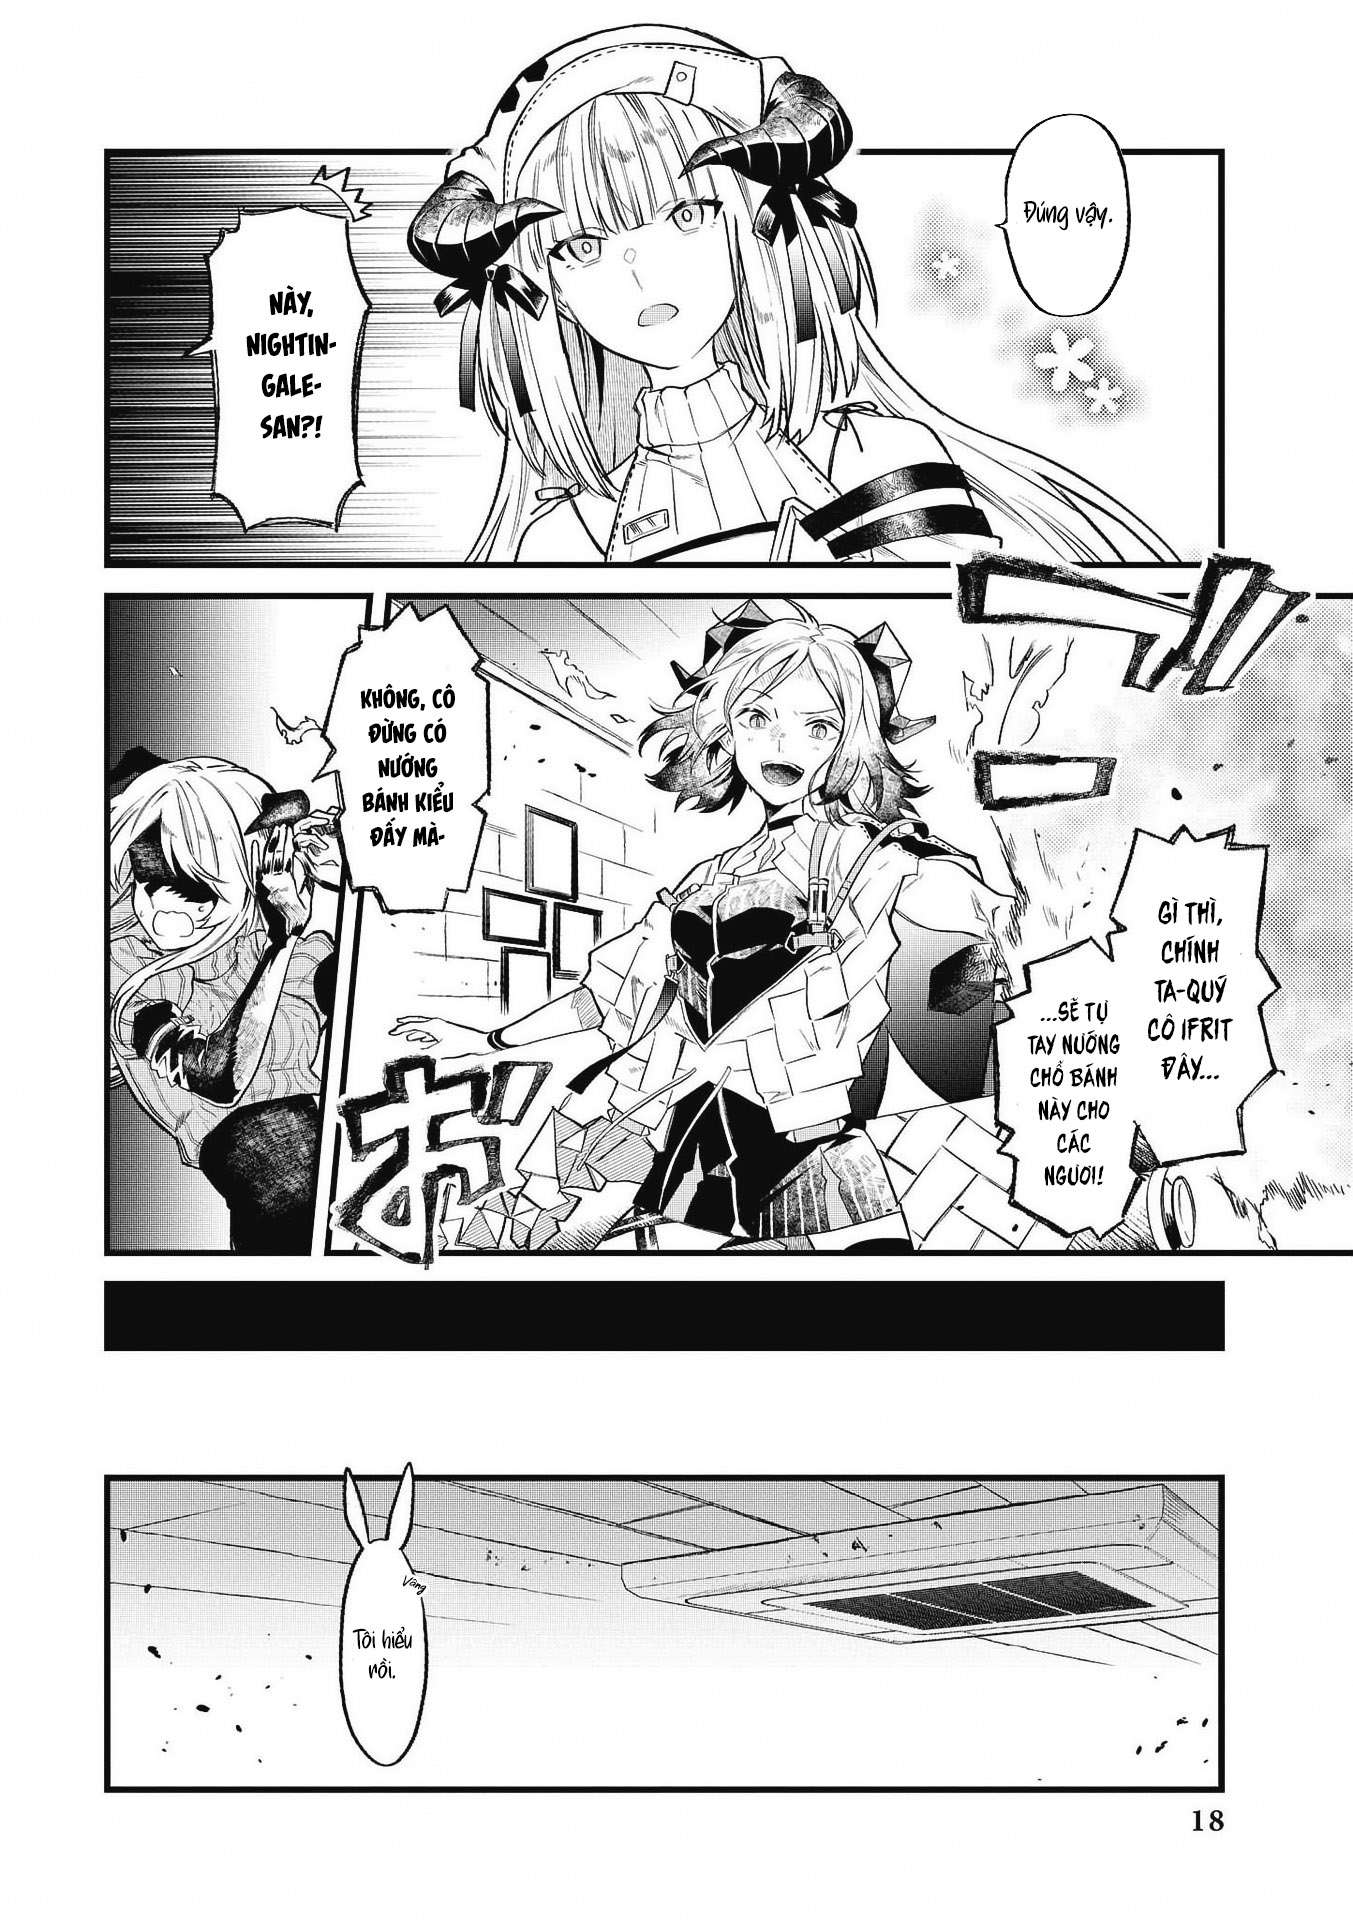 Đúng vậy.
NÀY,
NIGHTIN-
GALE-
SAN?!
GÌ THÌ,
CHÍNH
TA-QUÝ
CÔ IFRIT
ĐÂY...
...SẼ TỰ
TAY NƯỚNG
CHỖ BÁNH
NÀY CHO
CÁC
NGƯƠI!
KHÔNG, CÔ
ĐỪNG CÓ
NƯỚNG
BÁNH KIỂU
ĐẤY MÀ-
Vâng
Tôi hiểu
rồi.
18